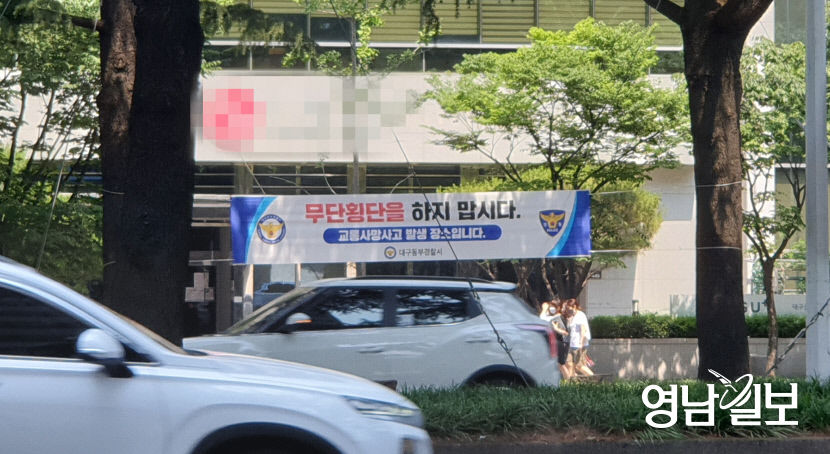 무단횡단을 하지 맙시다.
교통사망사고 발생 장소입니다.
대구동부경찰서
영남일보